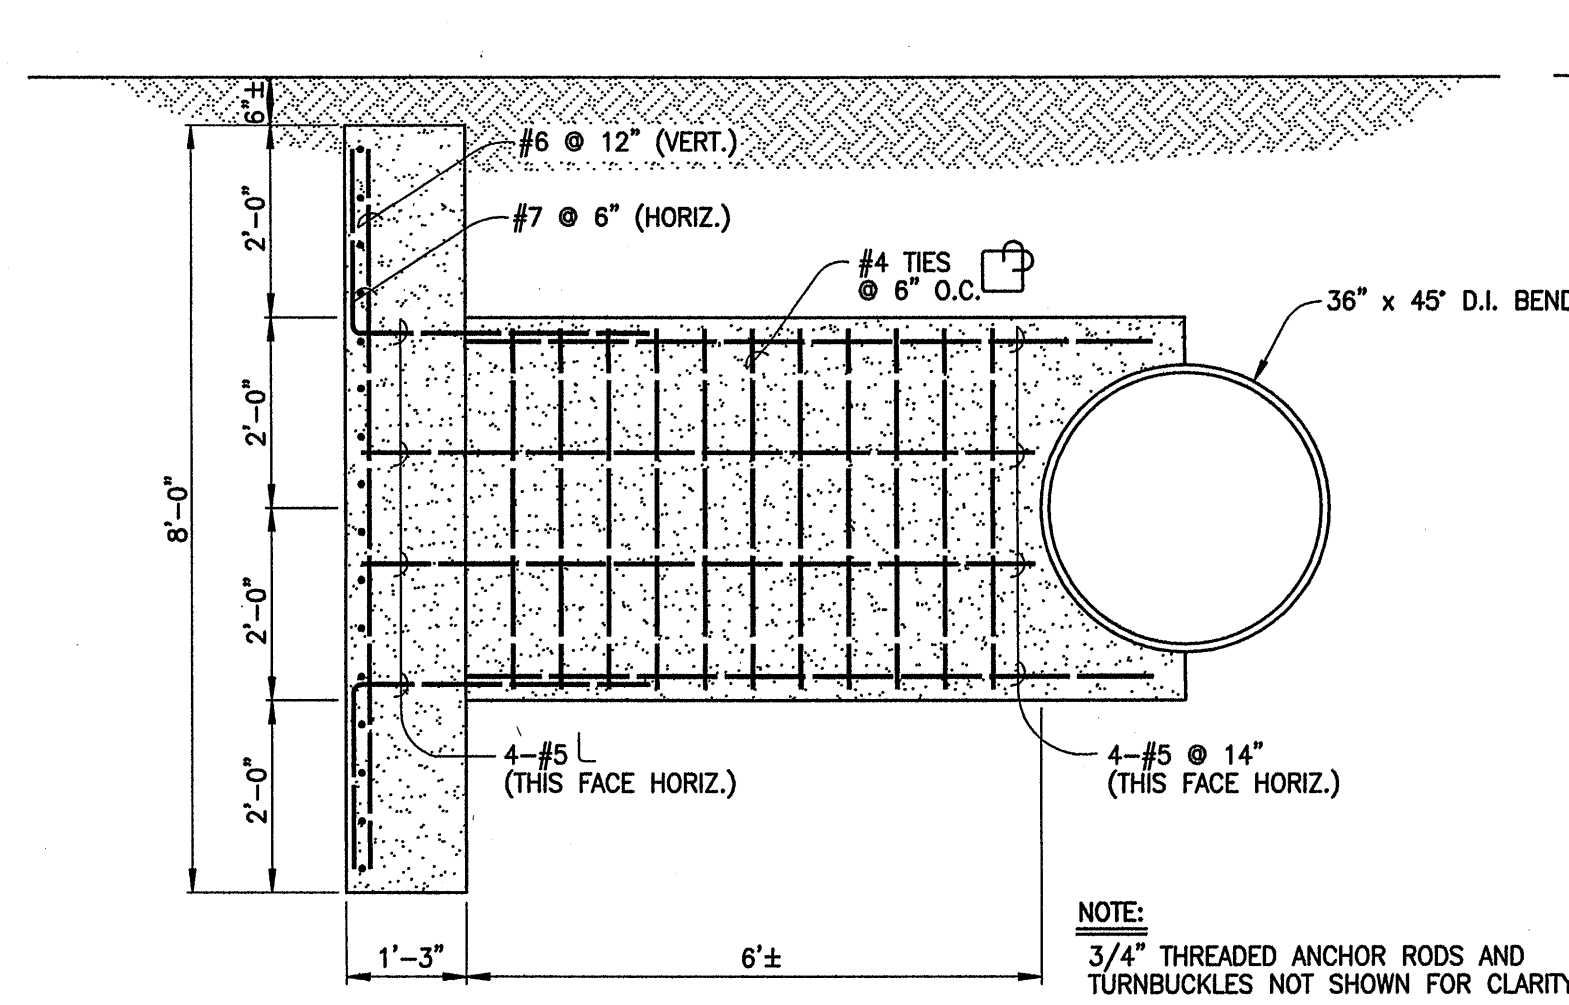 6"±
#6 @ 12" (VERT.)
2'-0"
#7 @ 6" (HORIZ.)
#4 TIES
@ 6" O.C.
36" x 45° D.I. BEND
2'-0"
8'-0"
2'-0"
2'-0"
4-#5
(THIS FACE HORIZ.)
4-#5 @ 14"
(THIS FACE HORIZ.)
1'-3"
6'±
NOTE:
3/4" THREADED ANCHOR RODS AND
TURNBUCKLES NOT SHOWN FOR CLARITY